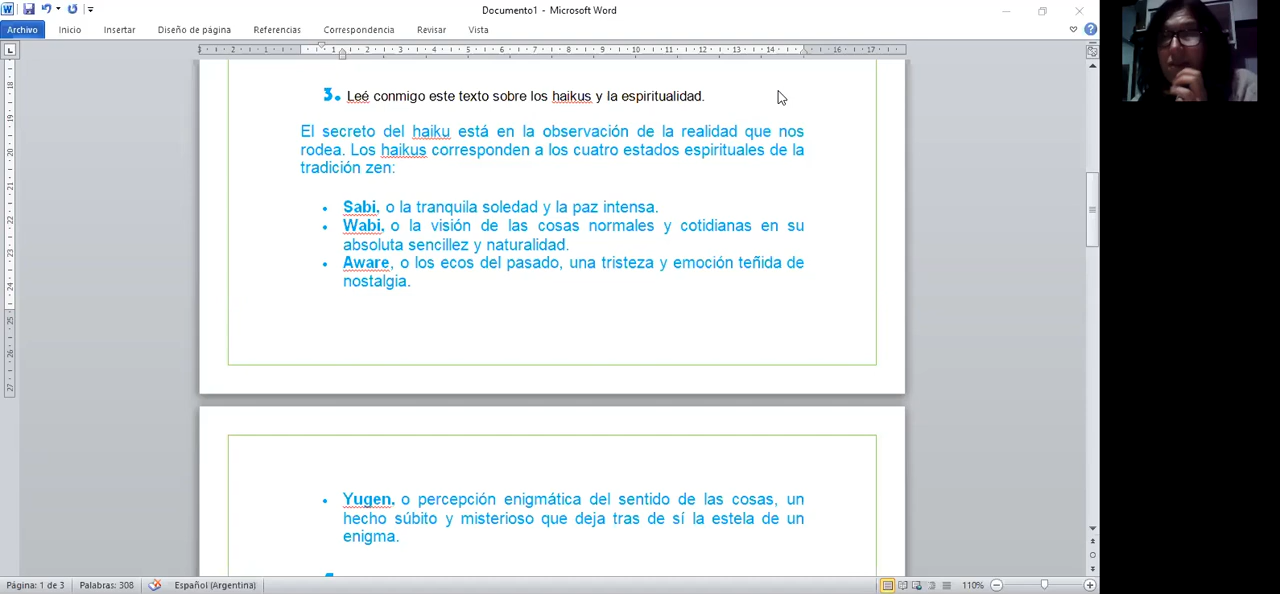 Documento1 - Microsoft Word
Archivo Inicio Insertar Diseño de página Referencias Correspondencia Revisar Vista
3. Leé conmigo este texto sobre los haikus y la espiritualidad.
El secreto del haiku está en la observación de la realidad que nos
rodea. Los haikus corresponden a los cuatro estados espirituales de la
tradición zen:
• Sabi, o la tranquila soledad y la paz intensa.
• Wabi, o la visión de las cosas normales y cotidianas en su
absoluta sencillez y naturalidad.
• Aware, o los ecos del pasado, una tristeza y emoción teñida de
nostalgia.
• Yugen, o percepción enigmática del sentido de las cosas, un
hecho súbito y misterioso que deja tras de sí la estela de un
enigma.
Página: 1 de 3 Palabras: 308 Español (Argentina) 110%